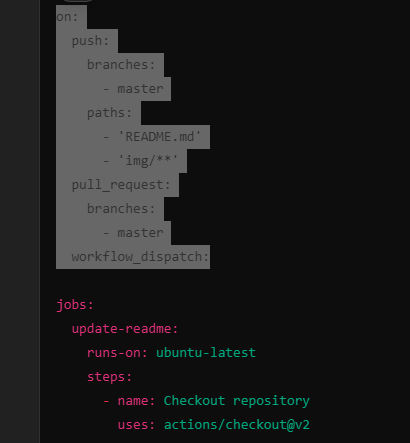 on:
  push:
    branches:
      - master
    paths:
      - 'README.md'
      - 'img/**'
  pull_request:
    branches:
      - master
  workflow_dispatch:
jobs:
  update-readme:
    runs-on: ubuntu-latest
    steps:
      - name: Checkout repository
        uses: actions/checkout@v2